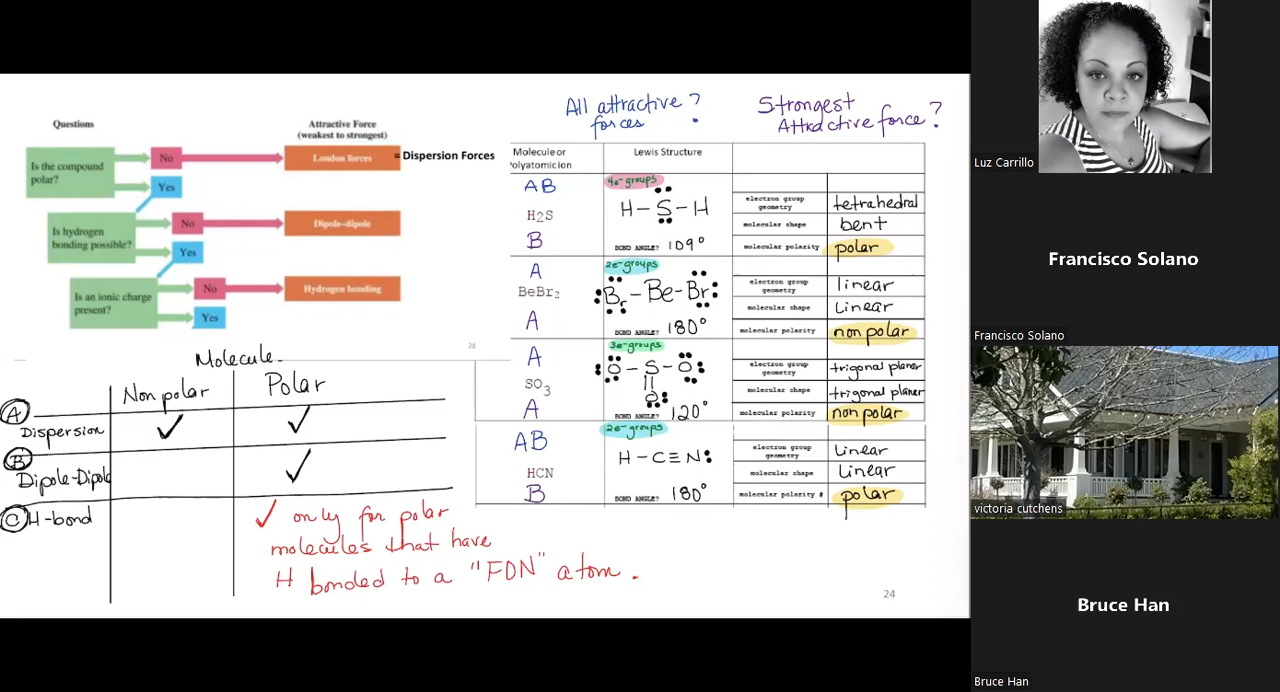 Questions
Attractive Force
(weakest to strongest)
Is the compound
polar?
No
London forces
= Dispersion Forces
Yes
Is hydrogen
bonding possible?
No
Dipole–dipole
Yes
Is an ionic charge
present?
No
Hydrogen bonding
Yes
28
Molecule
Nonpolar
Polar
A
Dispersion
✓
✓
B
Dipole-Dipole
✓
C
H-bond
✓ only for polar
molecules that have
H bonded to a "FON" atom.
All attractive
forces ?
Strongest
Attractive force?
Molecule or
Polyatomic ion
Lewis Structure
AB
H2S
B
4e- groups
H-S-H
BOND ANGLE? 109°
electron group
geometry
tetrahedral
molecular shape
bent
molecular polarity
polar
A
BeBr2
A
2e- groups
Br-Be-Br
BOND ANGLE? 180°
electron group
geometry
linear
molecular shape
Linear
molecular polarity
non polar
A
SO3
A
3e- groups
O-S-O
O
BOND ANGLE? 120°
electron group
geometry
trigonal planer
molecular shape
trigonal planer
molecular polarity
non polar
AB
HCN
B
2e- groups
H-C≡N:
BOND ANGLE? 180°
electron group
geometry
Linear
molecular shape
Linear
molecular polarity #
polar
24
Luz Carrillo
Francisco Solano
Francisco Solano
victoria cutchens
Bruce Han
Bruce Han